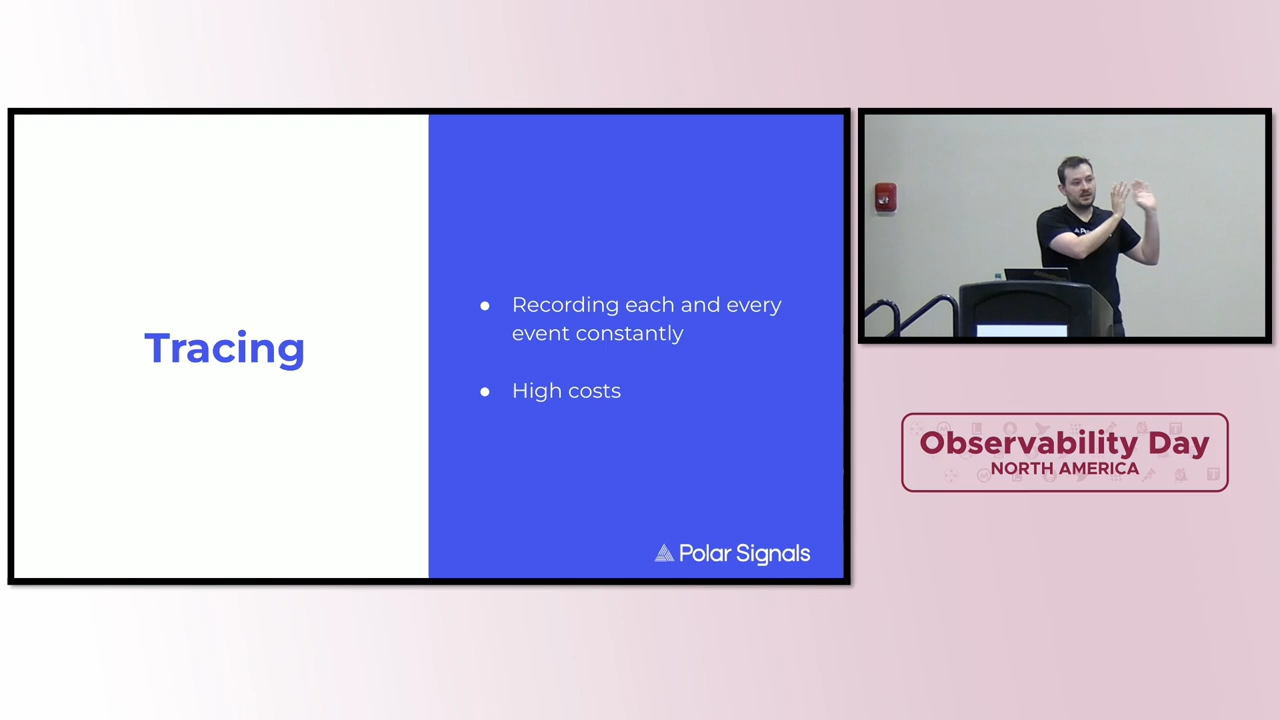 Tracing
● Recording each and every
event constantly
● High costs
Polar Signals
Observability Day
NORTH AMERICA